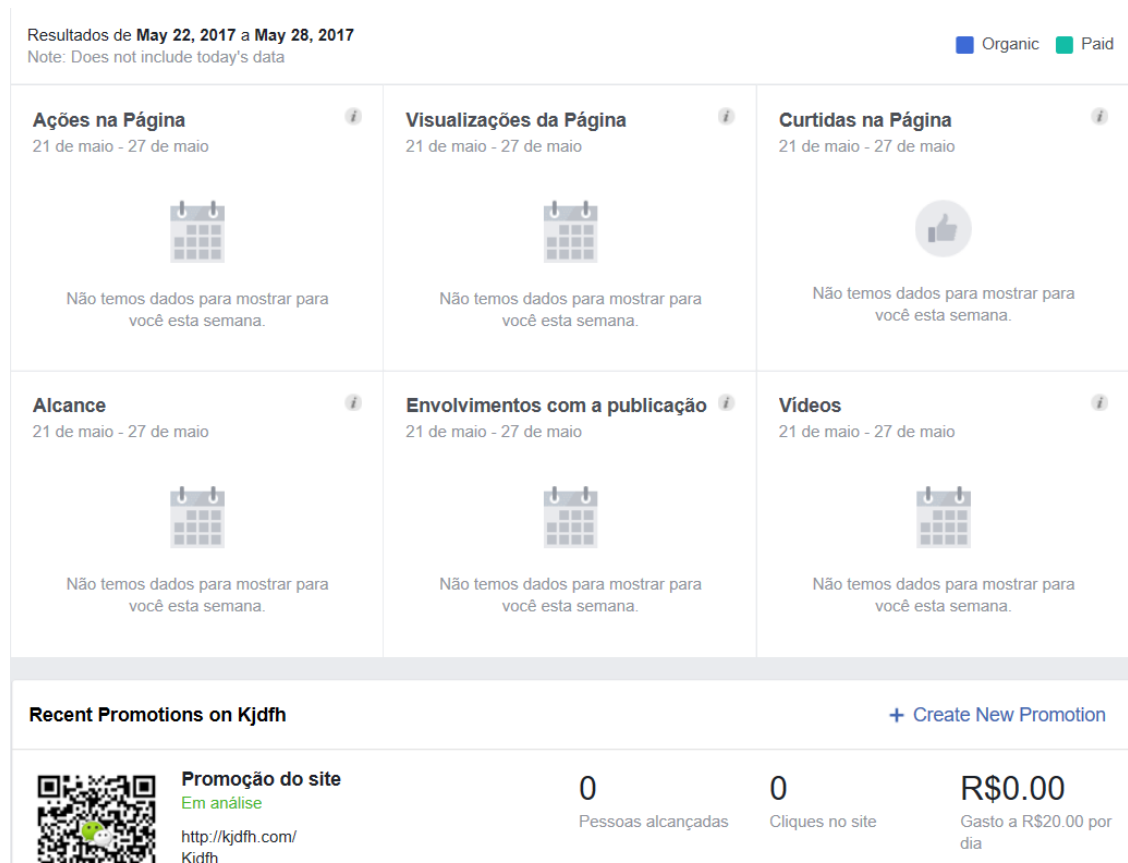 Resultados de May 22, 2017 a May 28, 2017
Note: Does not include today's data
Organic
Paid
Ações na Página
21 de maio - 27 de maio
Não temos dados para mostrar para
você esta semana.
Visualizações da Página
21 de maio - 27 de maio
Não temos dados para mostrar para
você esta semana.
Curtidas na Página
21 de maio - 27 de maio
Não temos dados para mostrar para
você esta semana.
Alcance
21 de maio - 27 de maio
Não temos dados para mostrar para
você esta semana.
Envolvimentos com a publicação
21 de maio - 27 de maio
Não temos dados para mostrar para
você esta semana.
Vídeos
21 de maio - 27 de maio
Não temos dados para mostrar para
você esta semana.
Recent Promotions on Kjdfh
+ Create New Promotion
Promoção do site
Em análise
http://kjdfh.com/
Kjdfh
0
Pessoas alcançadas
0
Cliques no site
R$0.00
Gasto a R$20.00 por
dia